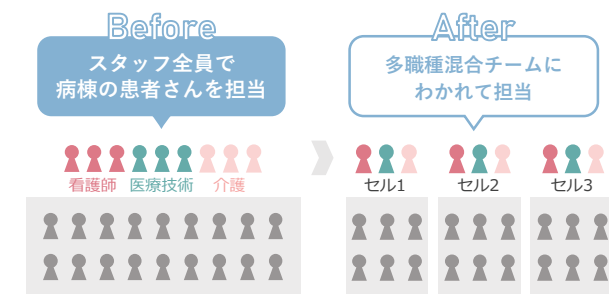 Before
スタッフ全員で
病棟の患者さんを担当
看護師 医療技術 介護
After
多職種混合チームに
わかれて担当
セル1 セル2 セル3